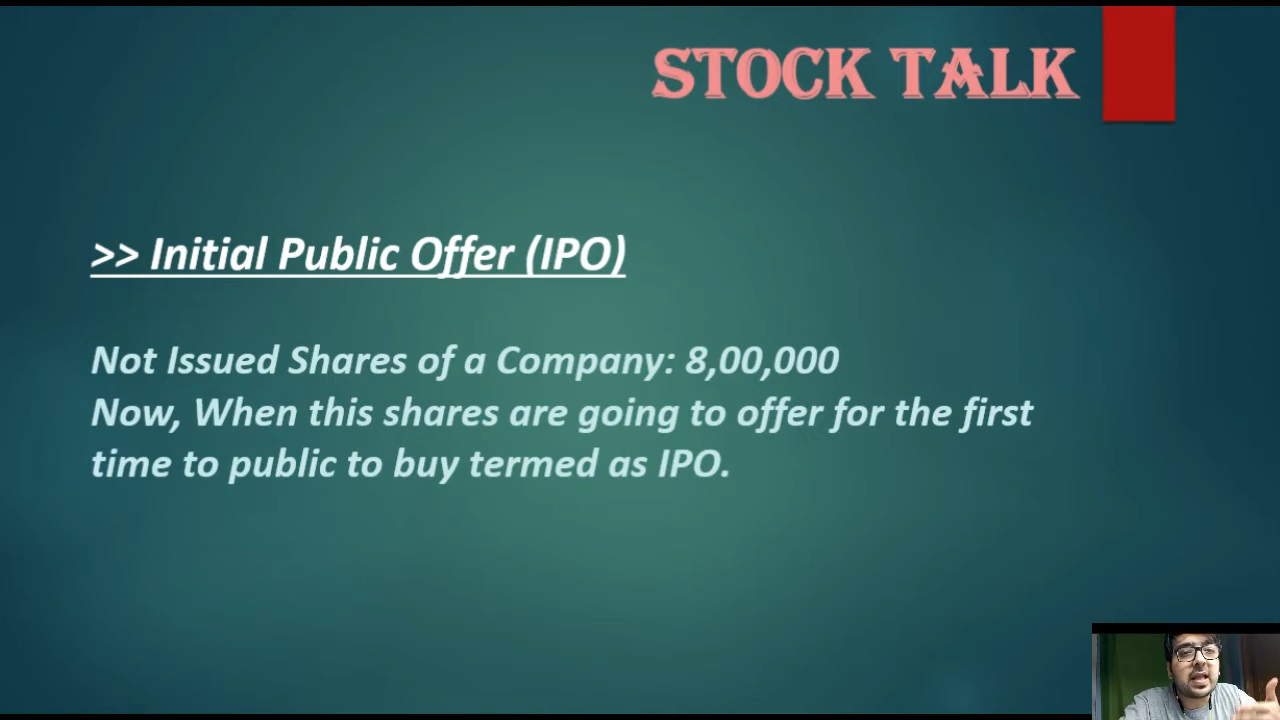 STOCK TALK
>> Initial Public Offer (IPO)
Not Issued Shares of a Company: 8,00,000
Now, When this shares are going to offer for the first
time to public to buy termed as IPO.